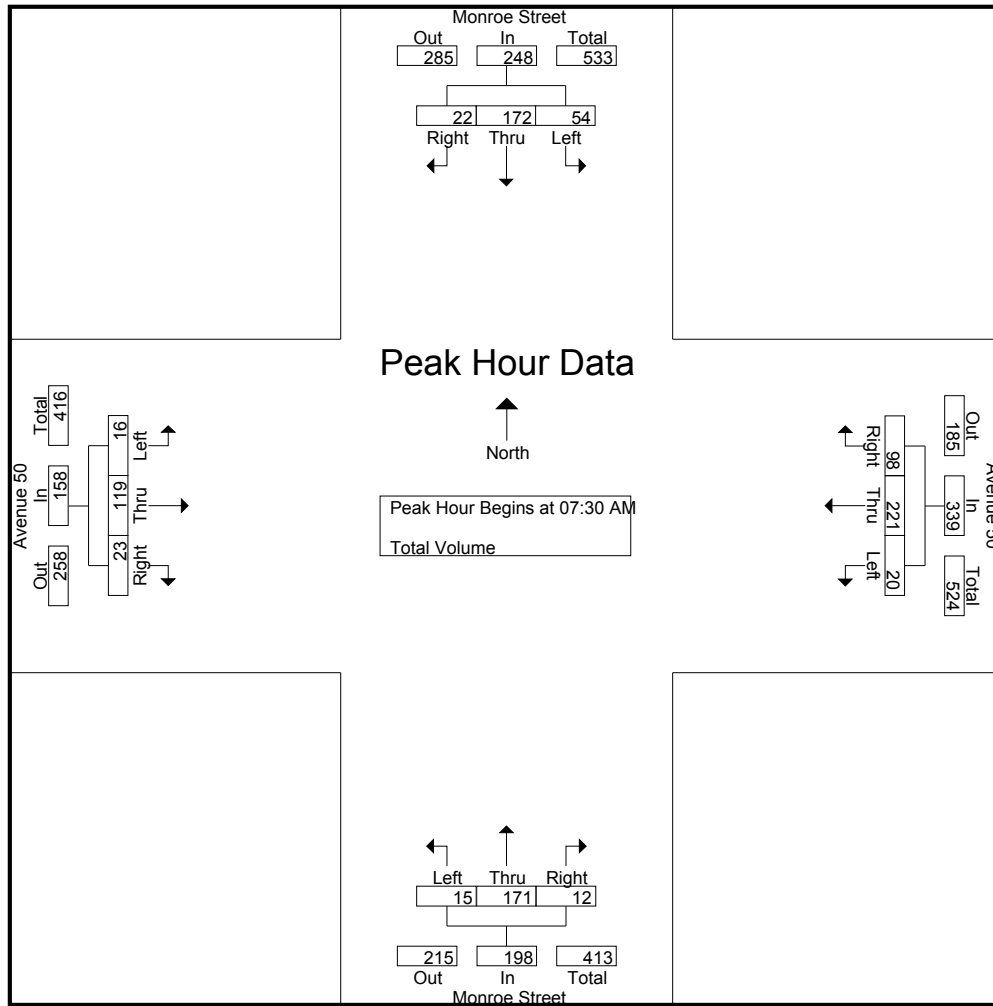 Monroe Street
Out In Total
285 248 533
22 172 54
Right Thru Left
Peak Hour Data
North
Peak Hour Begins at 07:30 AM
Total Volume
Avenue 50
Total In Out
416 158 258
16 119 23
Left Thru Right
Avenue 50
Out In Total
185 339 524
98 221 20
Right Thru Left
Left Thru Right
15 171 12
215 198 413
Out In Total
Monroe Street